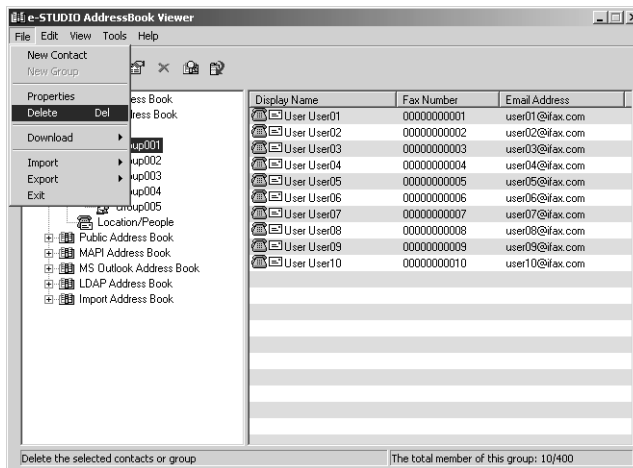 e-STUDIO AddressBook Viewer
File Edit View Tools Help
New Contact
New Group
Properties
Delete Del
Download
Import
Export
Exit
ess Book
ress Book
up001
up002
up003
up004
Group005
Location/People
Public Address Book
MAPI Address Book
MS Outlook Address Book
LDAP Address Book
Import Address Book
Display Name Fax Number Email Address
User User01 00000000001 user01@ifax.com
User User02 00000000002 user02@ifax.com
User User03 00000000003 user03@ifax.com
User User04 00000000004 user04@ifax.com
User User05 00000000005 user05@ifax.com
User User06 00000000006 user06@ifax.com
User User07 00000000007 user07@ifax.com
User User08 00000000008 user08@ifax.com
User User09 00000000009 user09@ifax.com
User User10 00000000010 user10@ifax.com
Delete the selected contacts or group
The total member of this group: 10/400